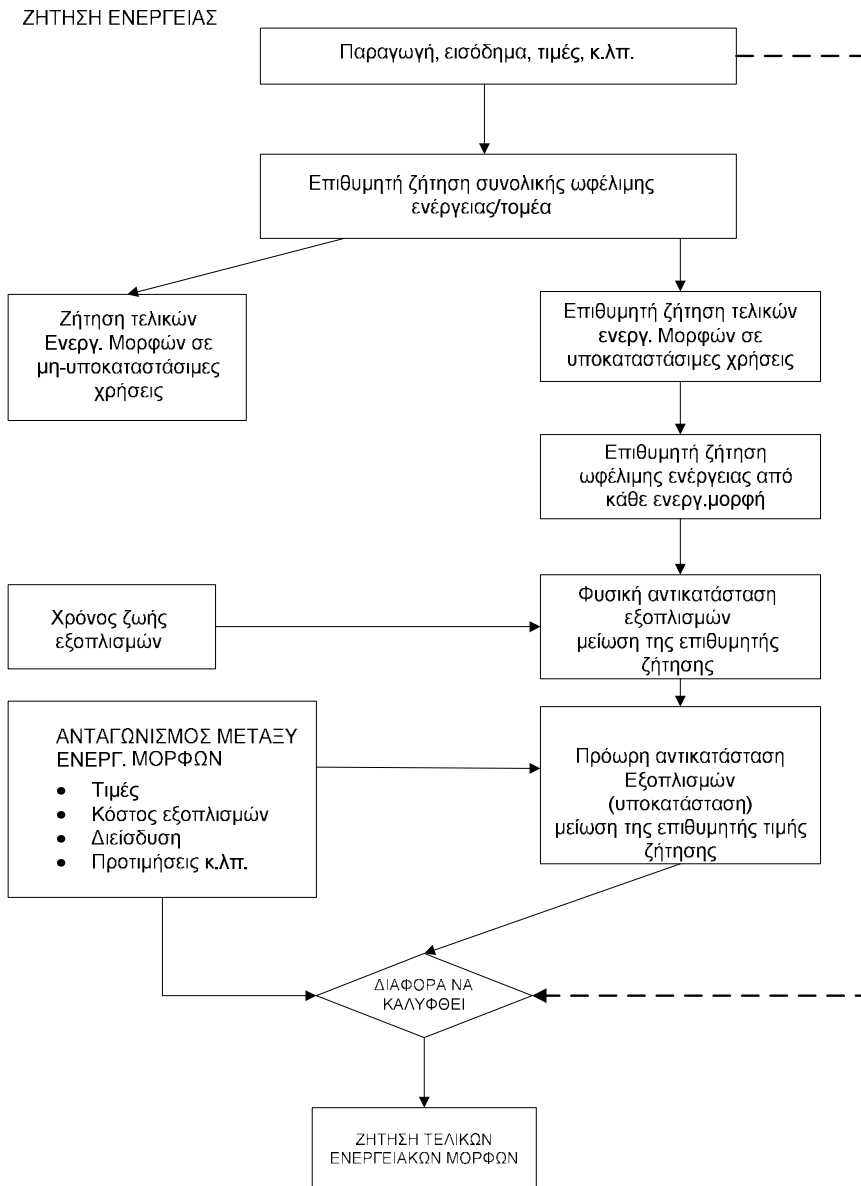 ΖΗΤΗΣΗ ΕΝΕΡΓΕΙΑΣ
Παραγωγή, εισόδημα, τιμές, κ.λπ.
Επιθυμητή ζήτηση συνολικής ωφέλιμης
ενέργειας/τομέα
Ζήτηση τελικών
Ενεργ. Μορφών σε
μη-υποκαταστάσιμες
χρήσεις
Επιθυμητή ζήτηση τελικών
ενεργ. Μορφών σε
υποκαταστάσιμες χρήσεις
Επιθυμητή ζήτηση
ωφέλιμης ενέργειας από
κάθε ενεργ.μορφή
Χρόνος ζωής
εξοπλισμών
Φυσική αντικατάσταση
εξοπλισμών
μείωση της επιθυμητής
ζήτησης
ΑΝΤΑΓΩΝΙΣΜΟΣ ΜΕΤΑΞΥ
ΕΝΕΡΓ. ΜΟΡΦΩΝ
• Τιμές
• Κόστος εξοπλισμών
• Διείσδυση
• Προτιμήσεις κ.λπ.
Πρόωρη αντικατάσταση
Εξοπλισμών
(υποκατάσταση)
μείωση της επιθυμητής τιμής
ζήτησης
ΔΙΑΦΟΡΑ ΝΑ
ΚΑΛΥΦΘΕΙ
ΖΗΤΗΣΗ ΤΕΛΙΚΩΝ
ΕΝΕΡΓΕΙΑΚΩΝ ΜΟΡΦΩΝ